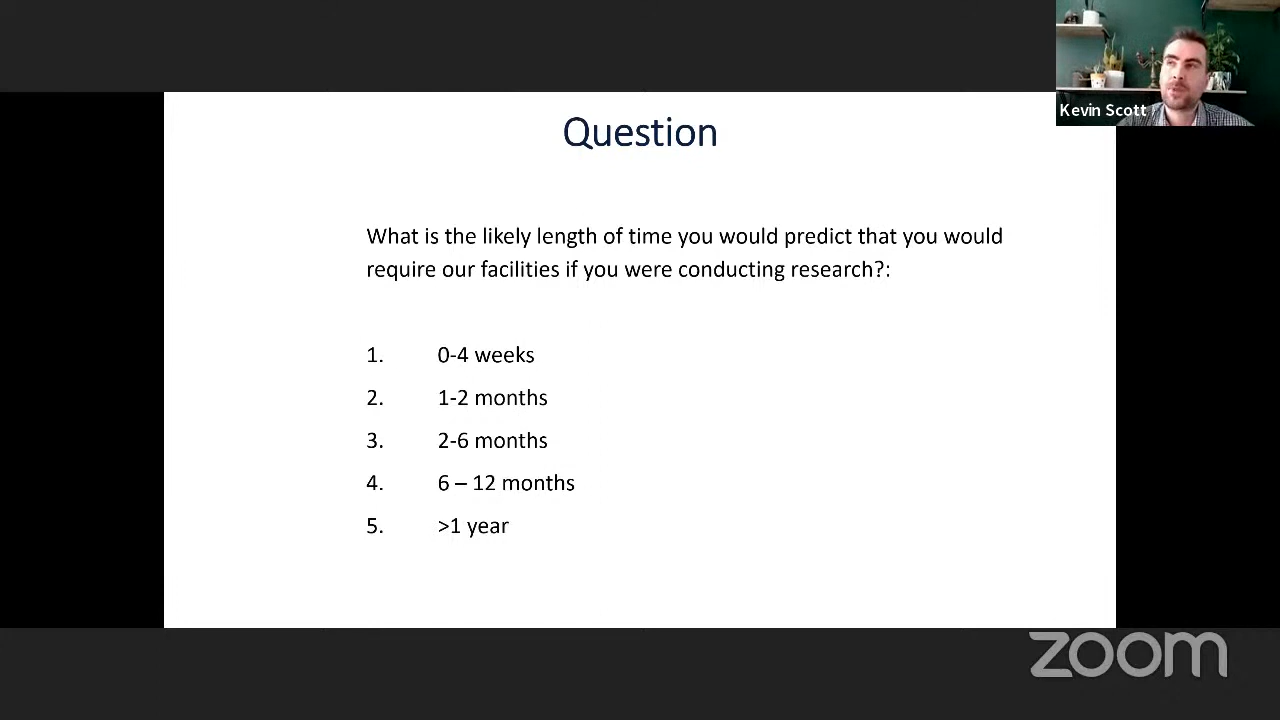 Question
Kevin Scott
What is the likely length of time you would predict that you would
require our facilities if you were conducting research?:
1. 0-4 weeks
2. 1-2 months
3. 2-6 months
4. 6 – 12 months
5. >1 year
zoom